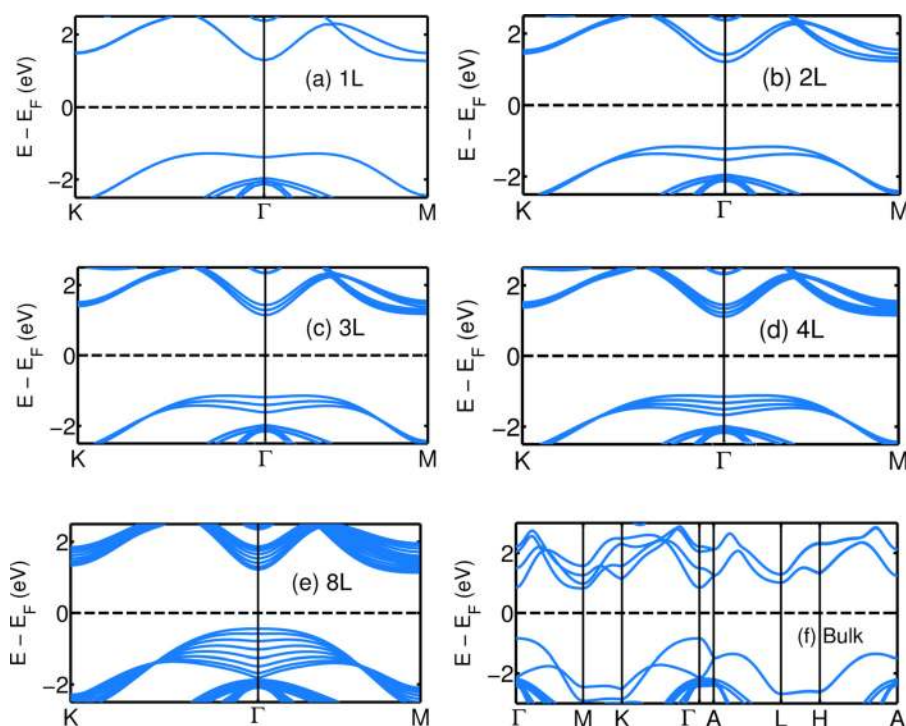 2
0
−2
E − E_F (eV)
(a) 1L
K Γ M
2
0
−2
E − E_F (eV)
(b) 2L
K Γ M
2
0
−2
E − E_F (eV)
(c) 3L
K Γ M
2
0
−2
E − E_F (eV)
(d) 4L
K Γ M
2
0
−2
E − E_F (eV)
(e) 8L
K Γ M
2
0
−2
E − E_F (eV)
(f) Bulk
Γ M K Γ A L H A